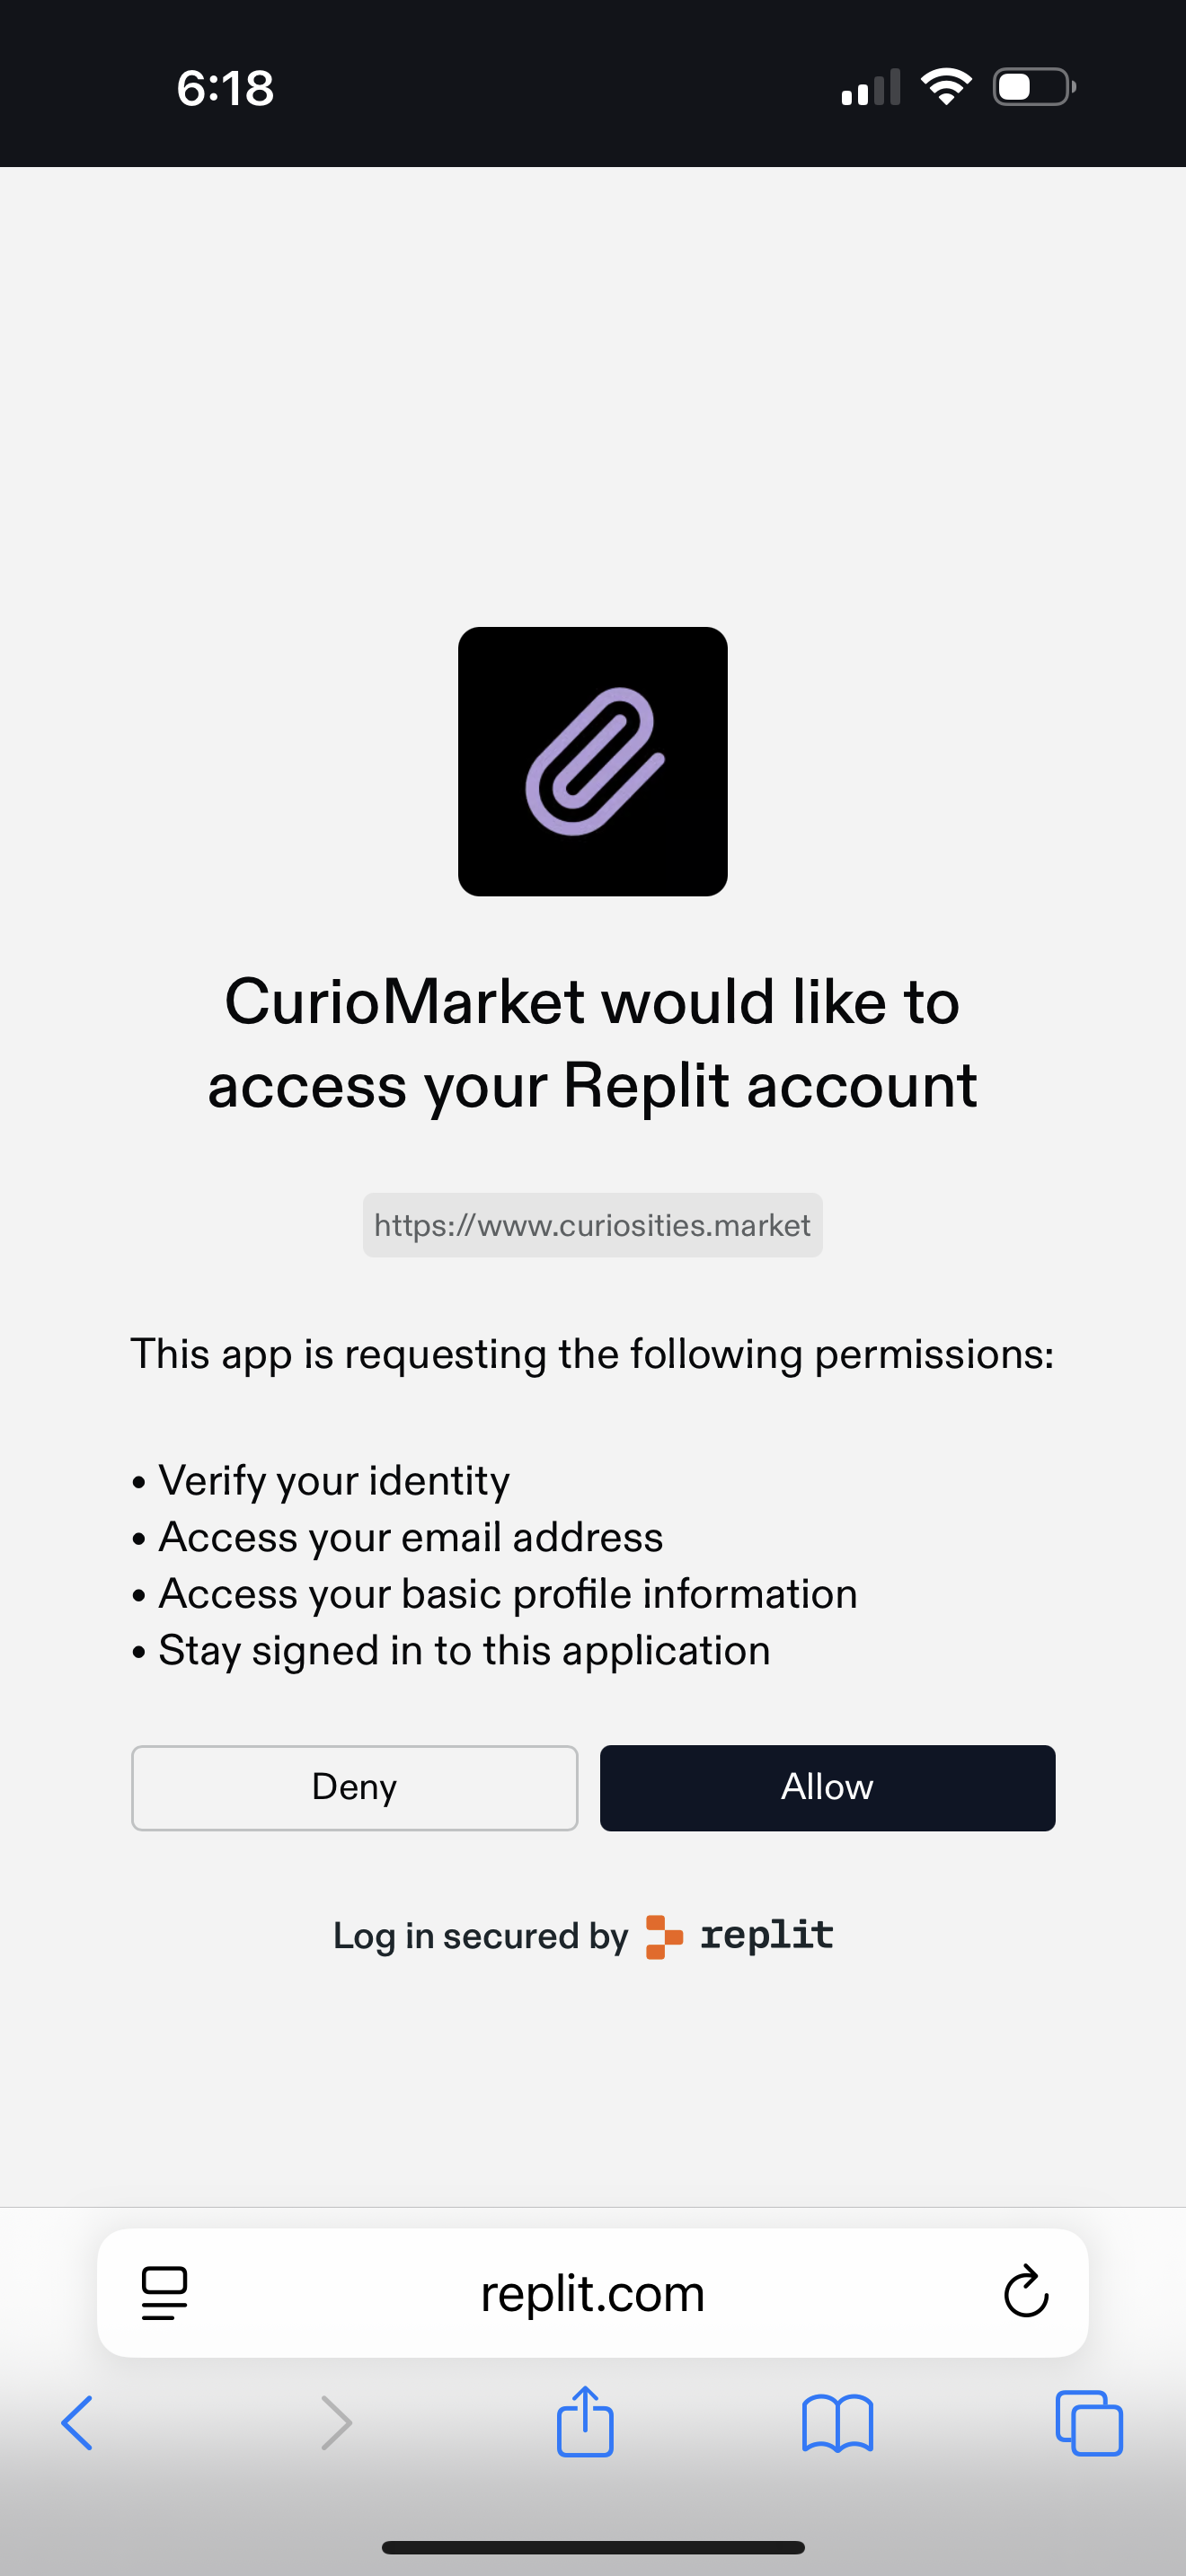 6:18
CurioMarket would like to
access your Replit account
https://www.curiosities.market
This app is requesting the following permissions:
• Verify your identity
• Access your email address
• Access your basic profile information
• Stay signed in to this application
Deny Allow
Log in secured by replit
replit.com